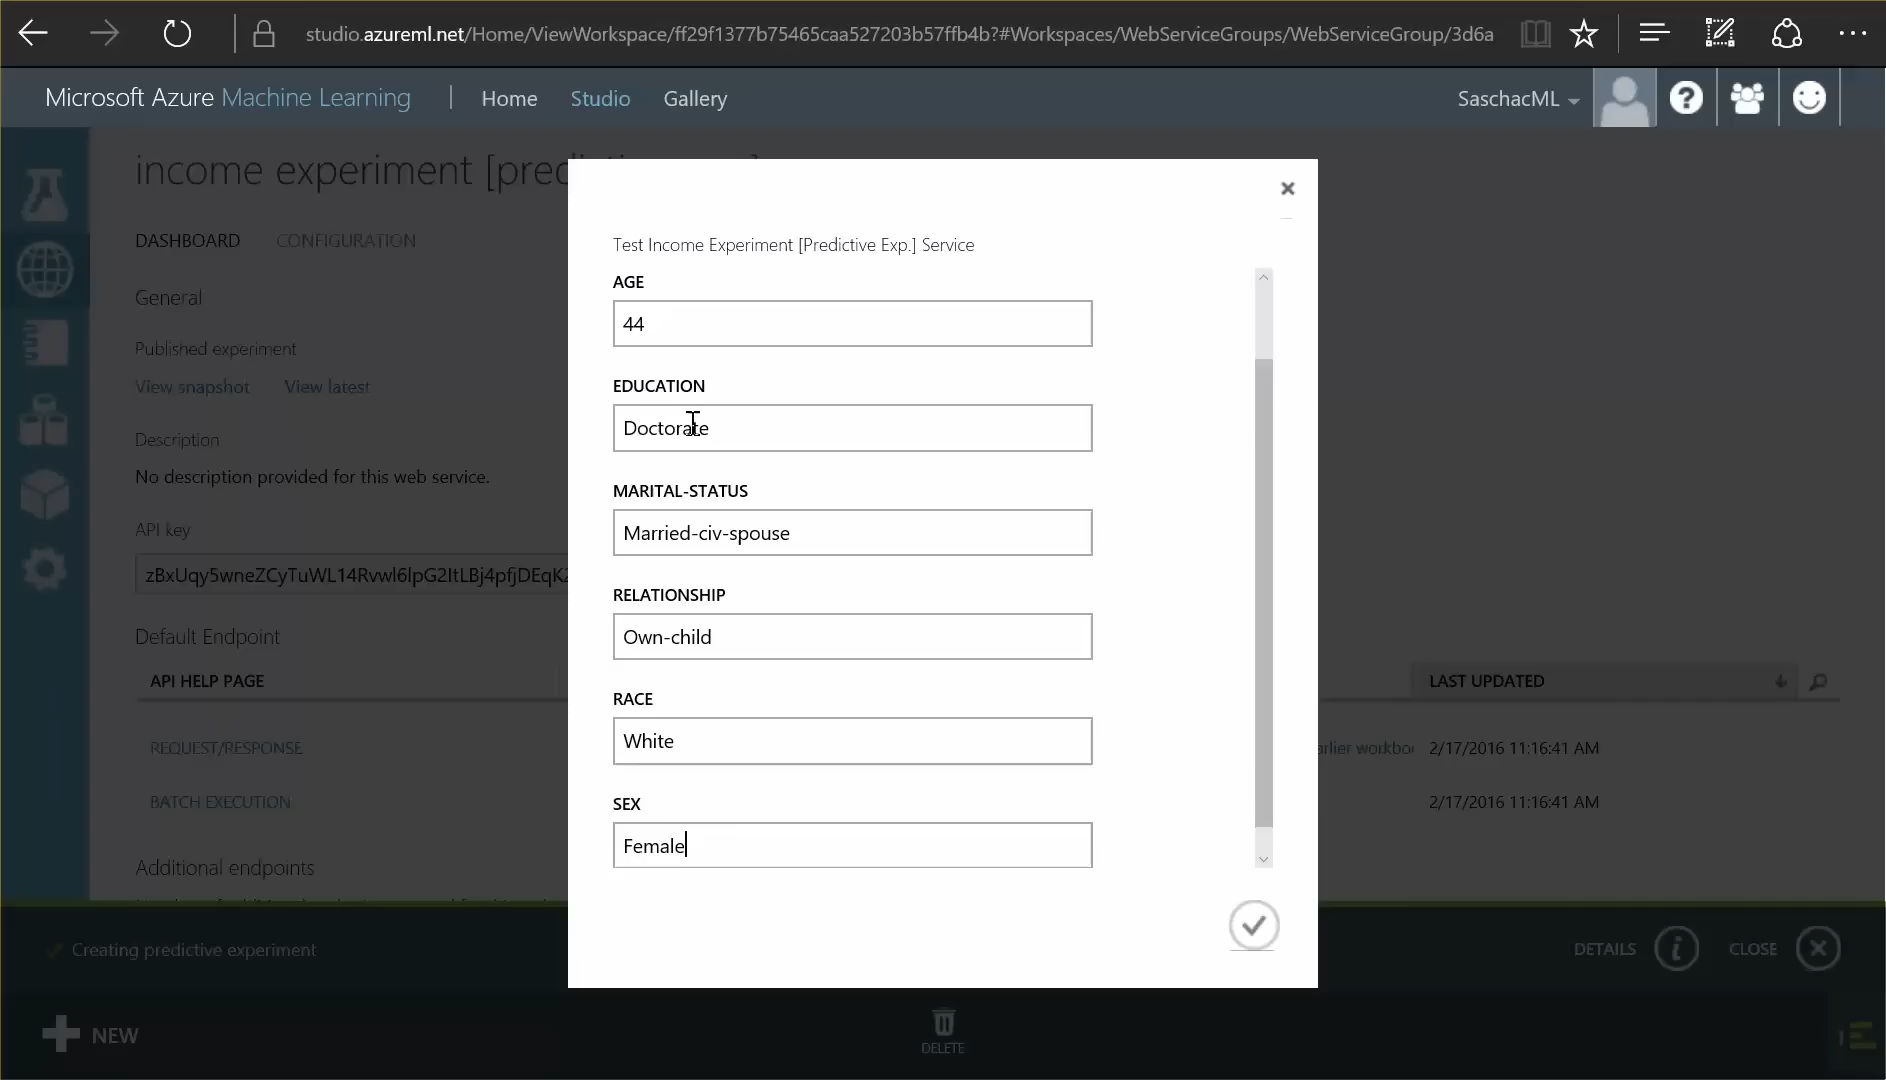 studio.azureml.net/Home/ViewWorkspace/ff29f1377b75465caa527203b57ffb4b?#Workspaces/WebServiceGroups/WebServiceGroup/3d6a
Microsoft Azure Machine Learning | Home Studio Gallery SaschacML
income experiment [predicti
DASHBOARD CONFIGURATION
General
Published experiment
View snapshot View latest
Description
No description provided for this web service.
API key
zBxUqy5wneZCyTuWL14Rvwl6lpG2ItLBj4pfjDEqK2
Default Endpoint
API HELP PAGE LAST UPDATED
REQUEST/RESPONSE arlier workboo 2/17/2016 11:16:41 AM
BATCH EXECUTION 2/17/2016 11:16:41 AM
Additional endpoints
Test Income Experiment [Predictive Exp.] Service
AGE
44
EDUCATION
Doctorate
MARITAL-STATUS
Married-civ-spouse
RELATIONSHIP
Own-child
RACE
White
SEX
Female
Creating predictive experiment DETAILS CLOSE
NEW DELETE